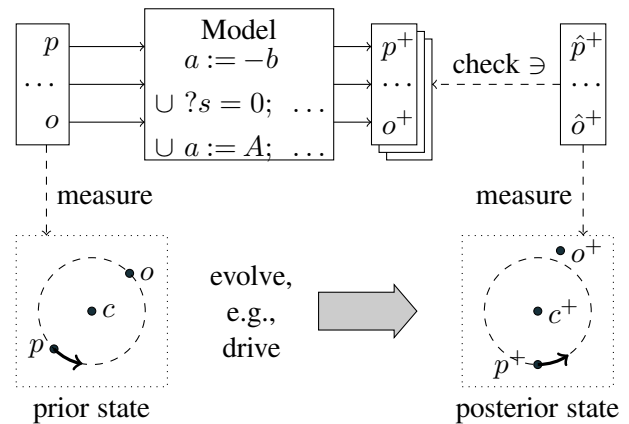 Model
p
a := −b
p⁺
p̂⁺
...
∪ ?s = 0; ...
...
check ∋
...
o
∪ a := A; ...
o⁺
ô⁺
measure
measure
o
c
p
evolve,
e.g.,
drive
o⁺
c⁺
p⁺
prior state
posterior state